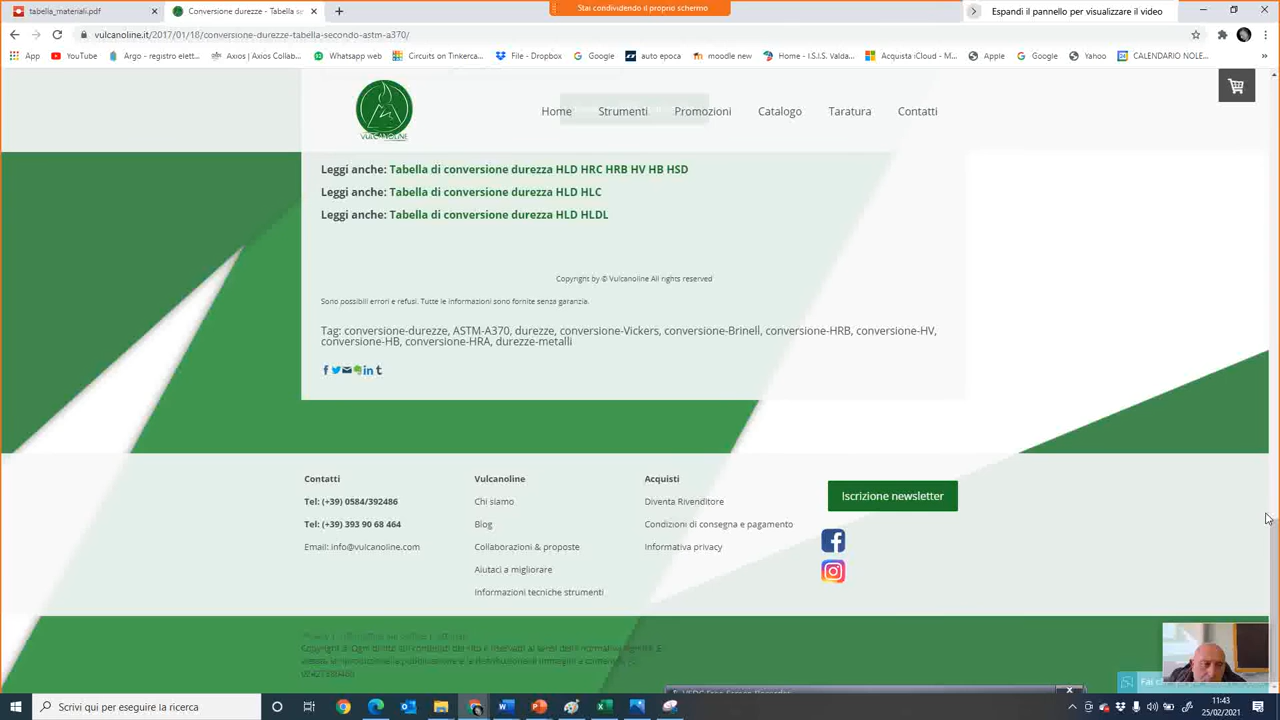 tabella_materiali.pdf
Conversione durezze - Tabella se
Stai condividendo il proprio schermo
Espandi il pannello per visualizzare il video
vulcanoline.it/2017/01/18/conversione-durezze-tabella-secondo-astm-a370/
App YouTube Argo - registro elett... Axios | Axios Collab... Whatsapp web Circuits on Tinkerca... File - Dropbox Google auto epoca moodle new Home - I.S.I.S. Valda... Acquista iCloud - M... Apple Google Yahoo CALENDARIO NOLE...
VULCANOLINE
Home Strumenti Promozioni Catalogo Taratura Contatti
Leggi anche: Tabella di conversione durezza HLD HRC HRB HV HB HSD
Leggi anche: Tabella di conversione durezza HLD HLC
Leggi anche: Tabella di conversione durezza HLD HLDL
Copyright by © Vulcanoline All rights reserved
Sono possibili errori e refusi. Tutte le informazioni sono fornite senza garanzia.
Tag: conversione-durezze, ASTM-A370, durezze, conversione-Vickers, conversione-Brinell, conversione-HRB, conversione-HV,
conversione-HB, conversione-HRA, durezze-metalli
Contatti
Tel: (+39) 0584/392486
Tel: (+39) 393 90 68 464
Email: info@vulcanoline.com
Vulcanoline
Chi siamo
Blog
Collaborazioni & proposte
Aiutaci a migliorare
Informazioni tecniche strumenti
Acquisti
Diventa Rivenditore
Condizioni di consegna e pagamento
Informativa privacy
Iscrizione newsletter
Scrivi qui per eseguire la ricerca
11:43
25/02/2021